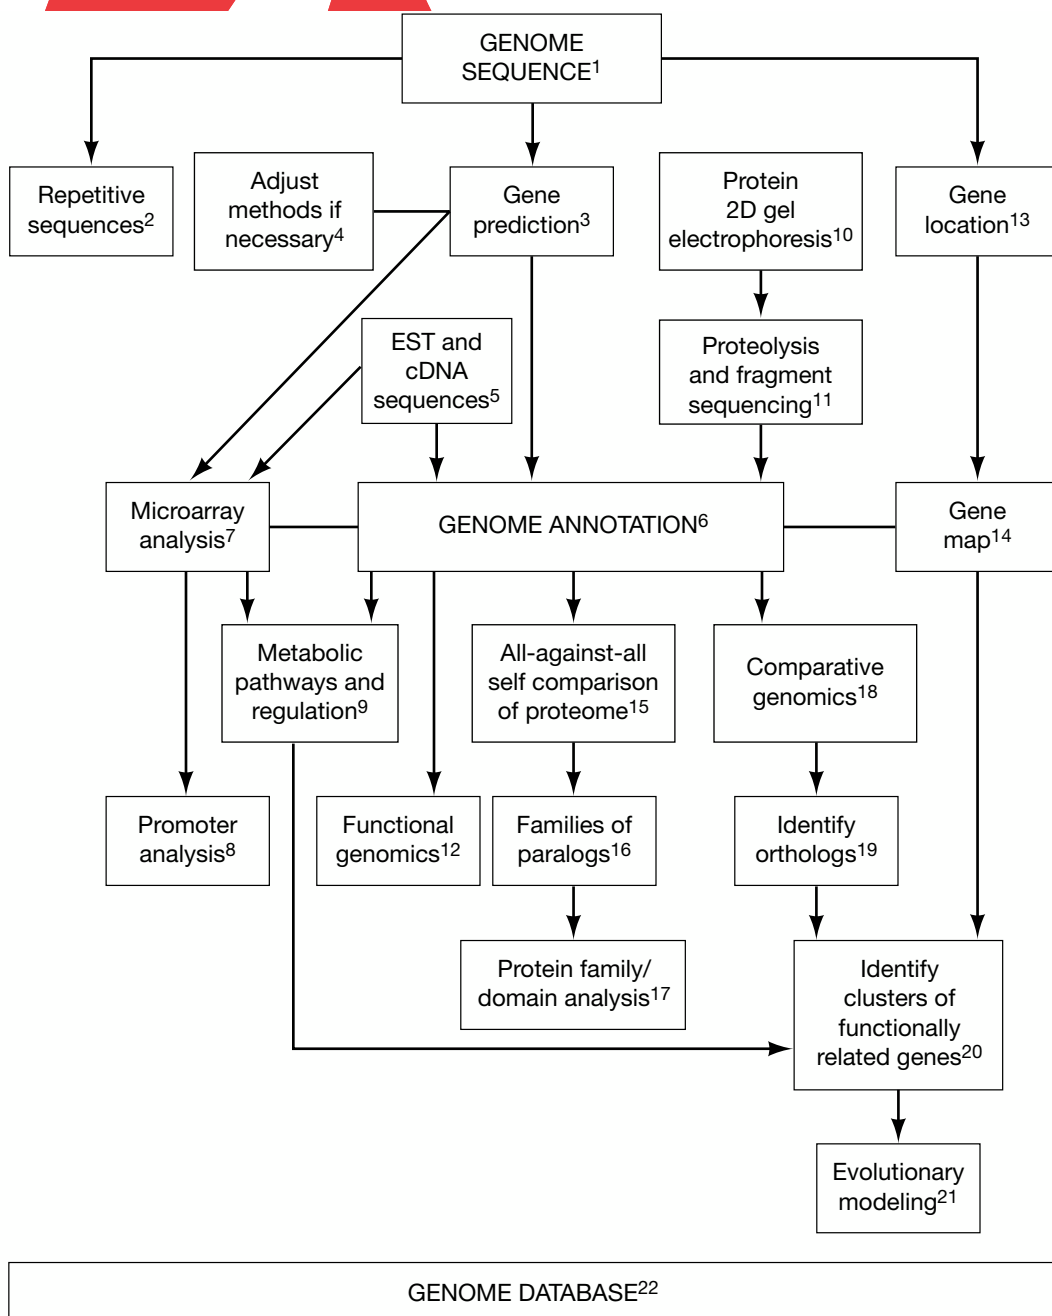 GENOME
SEQUENCE1
Repetitive
sequences2
Adjust
methods if
necessary4
Gene
prediction3
Protein
2D gel
electrophoresis10
Gene
location13
EST and
cDNA
sequences5
Proteolysis
and fragment
sequencing11
Microarray
analysis7
GENOME ANNOTATION6
Gene
map14
Metabolic
pathways and
regulation9
All-against-all
self comparison
of proteome15
Comparative
genomics18
Promoter
analysis8
Functional
genomics12
Families of
paralogs16
Identify
orthologs19
Protein family/
domain analysis17
Identify
clusters of
functionally
related genes20
Evolutionary
modeling21
GENOME DATABASE22